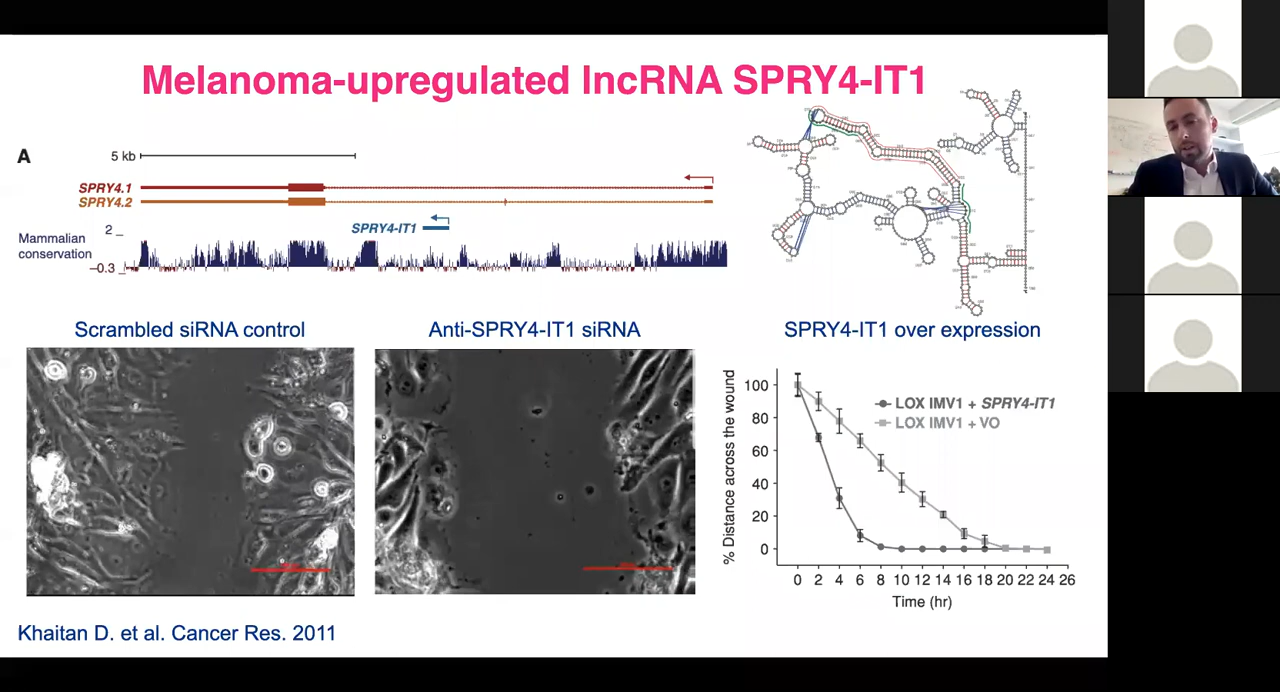 Melanoma-upregulated lncRNA SPRY4-IT1
A
5 kb
SPRY4.1
SPRY4.2
SPRY4-IT1
Mammalian
conservation
2
–0.3
Scrambled siRNA control
Anti-SPRY4-IT1 siRNA
SPRY4-IT1 over expression
% Distance across the wound
100
80
60
40
20
0
LOX IMV1 + SPRY4-IT1
LOX IMV1 + VO
0 2 4 6 8 10 12 14 16 18 20 22 24 26
Time (hr)
Khaitan D. et al. Cancer Res. 2011